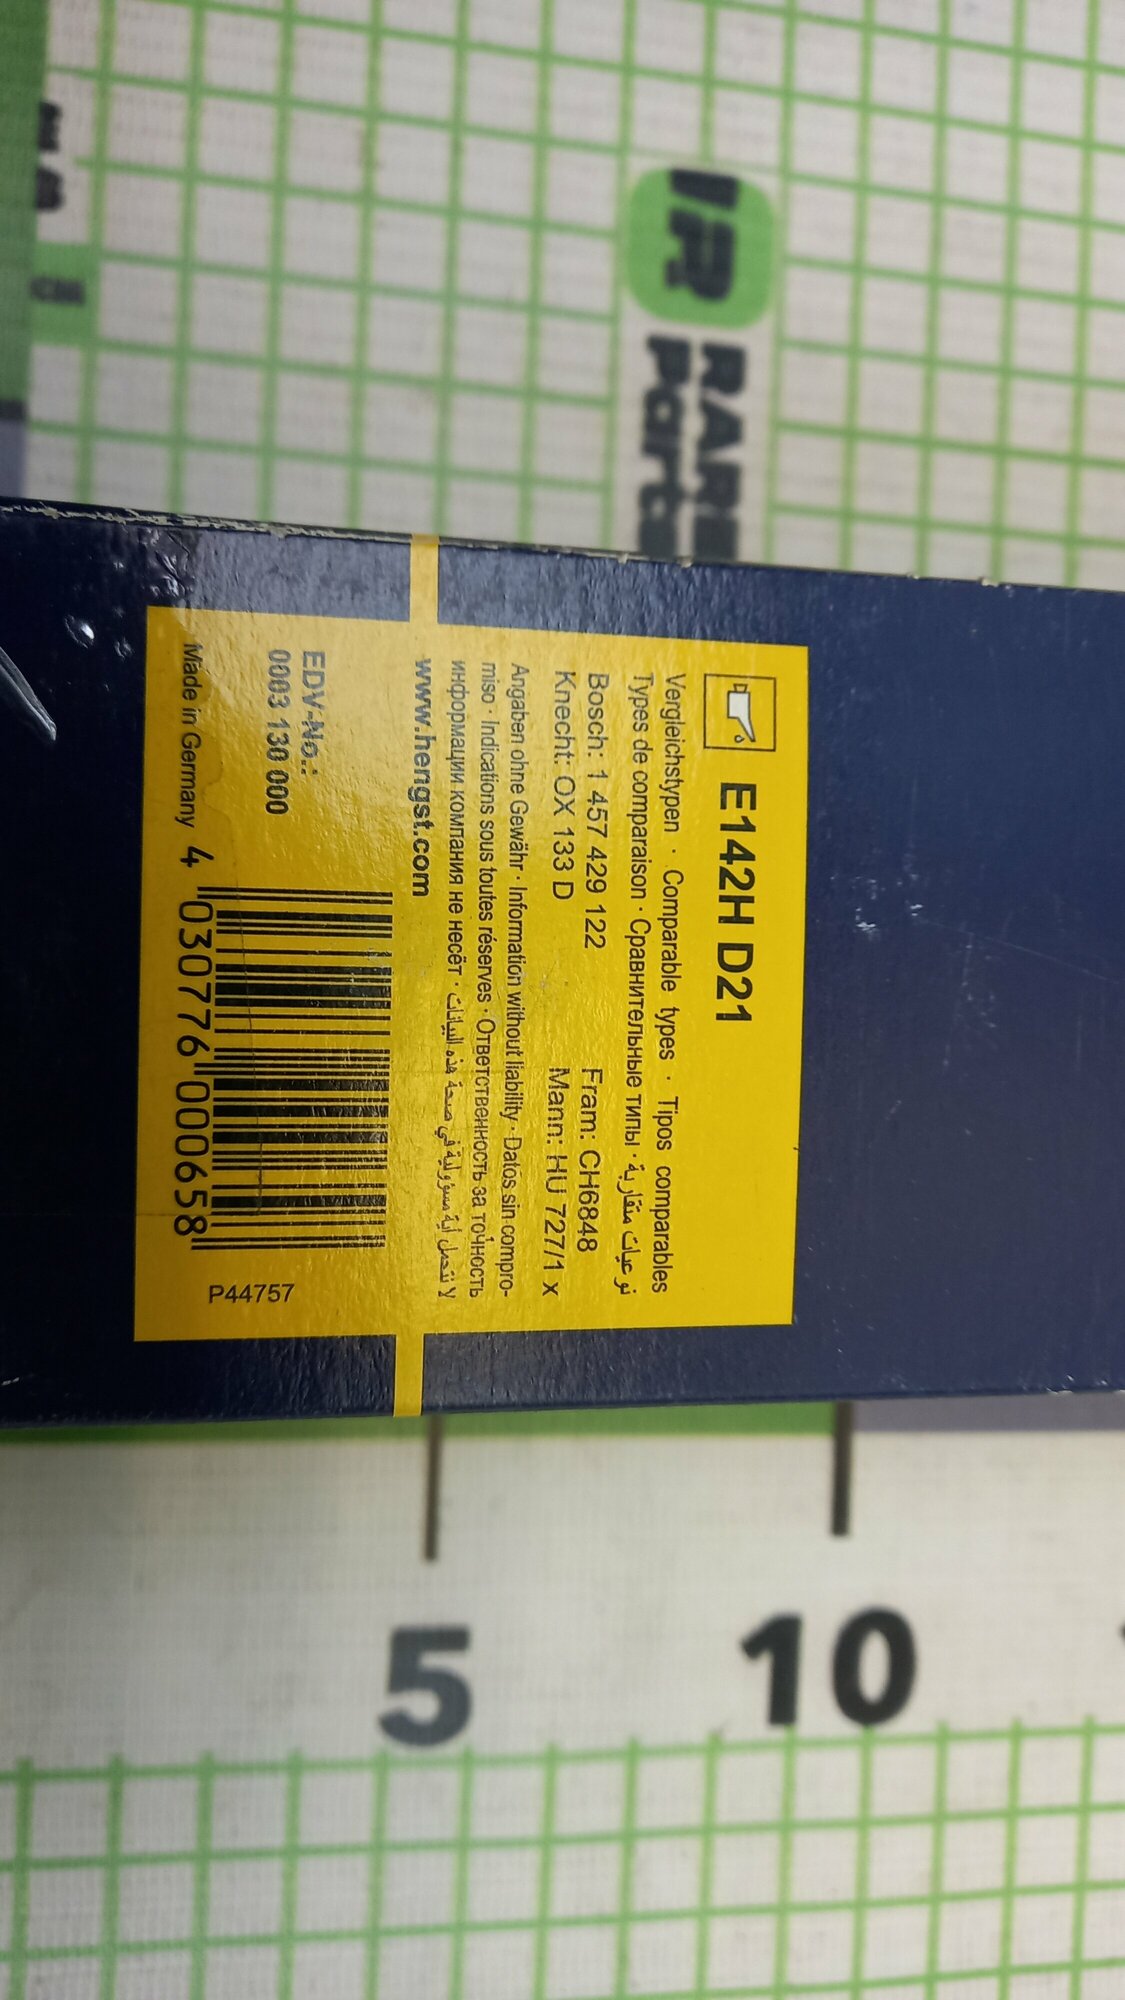 E142H D21
Vergleichstypen · Comparable types · Tipos comparables
Types de comparaison · Сравнительные типы · نوعيات متقاربة
Bosch: 1 457 429 122 Fram: CH6848
Knecht: OX 133 D Mann: HU 727/1 x
Angaben ohne Gewähr · Information without liability · Datos sin compro-
miso · Indications sous toutes réserves · Ответственность за точность
информации компания не несёт · لا نتحمل أية مسؤولية في صحة هذه البيانات
www.hengst.com
EDV-No.:
0003 130 000
Made in Germany
4 030776 000658
P44757
RARE
Parts
5
10